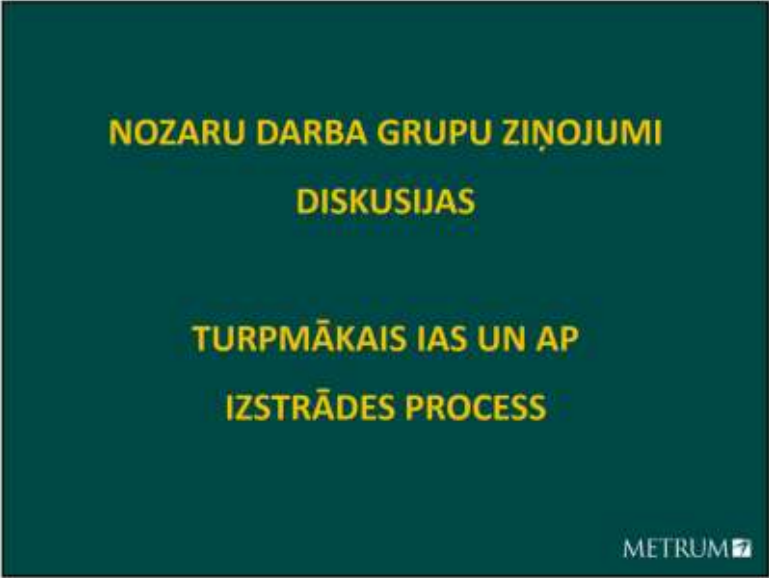 NOZARU DARBA GRUPU ZIŅOJUMI
DISKUSIJAS
TURPMĀKAIS IAS UN AP
IZSTRĀDES PROCESS
METRUM